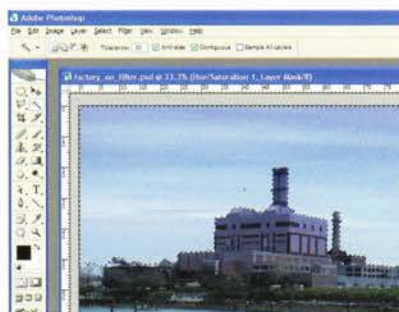 Adobe Photoshop
File Edit Image Layer Select Filter View Window Help
Tolerance: Anti-alias Contiguous Sample All Layers
Factory_no_filter.psd @ 33.3% (Hue/Saturation 1, Layer Mask/8)